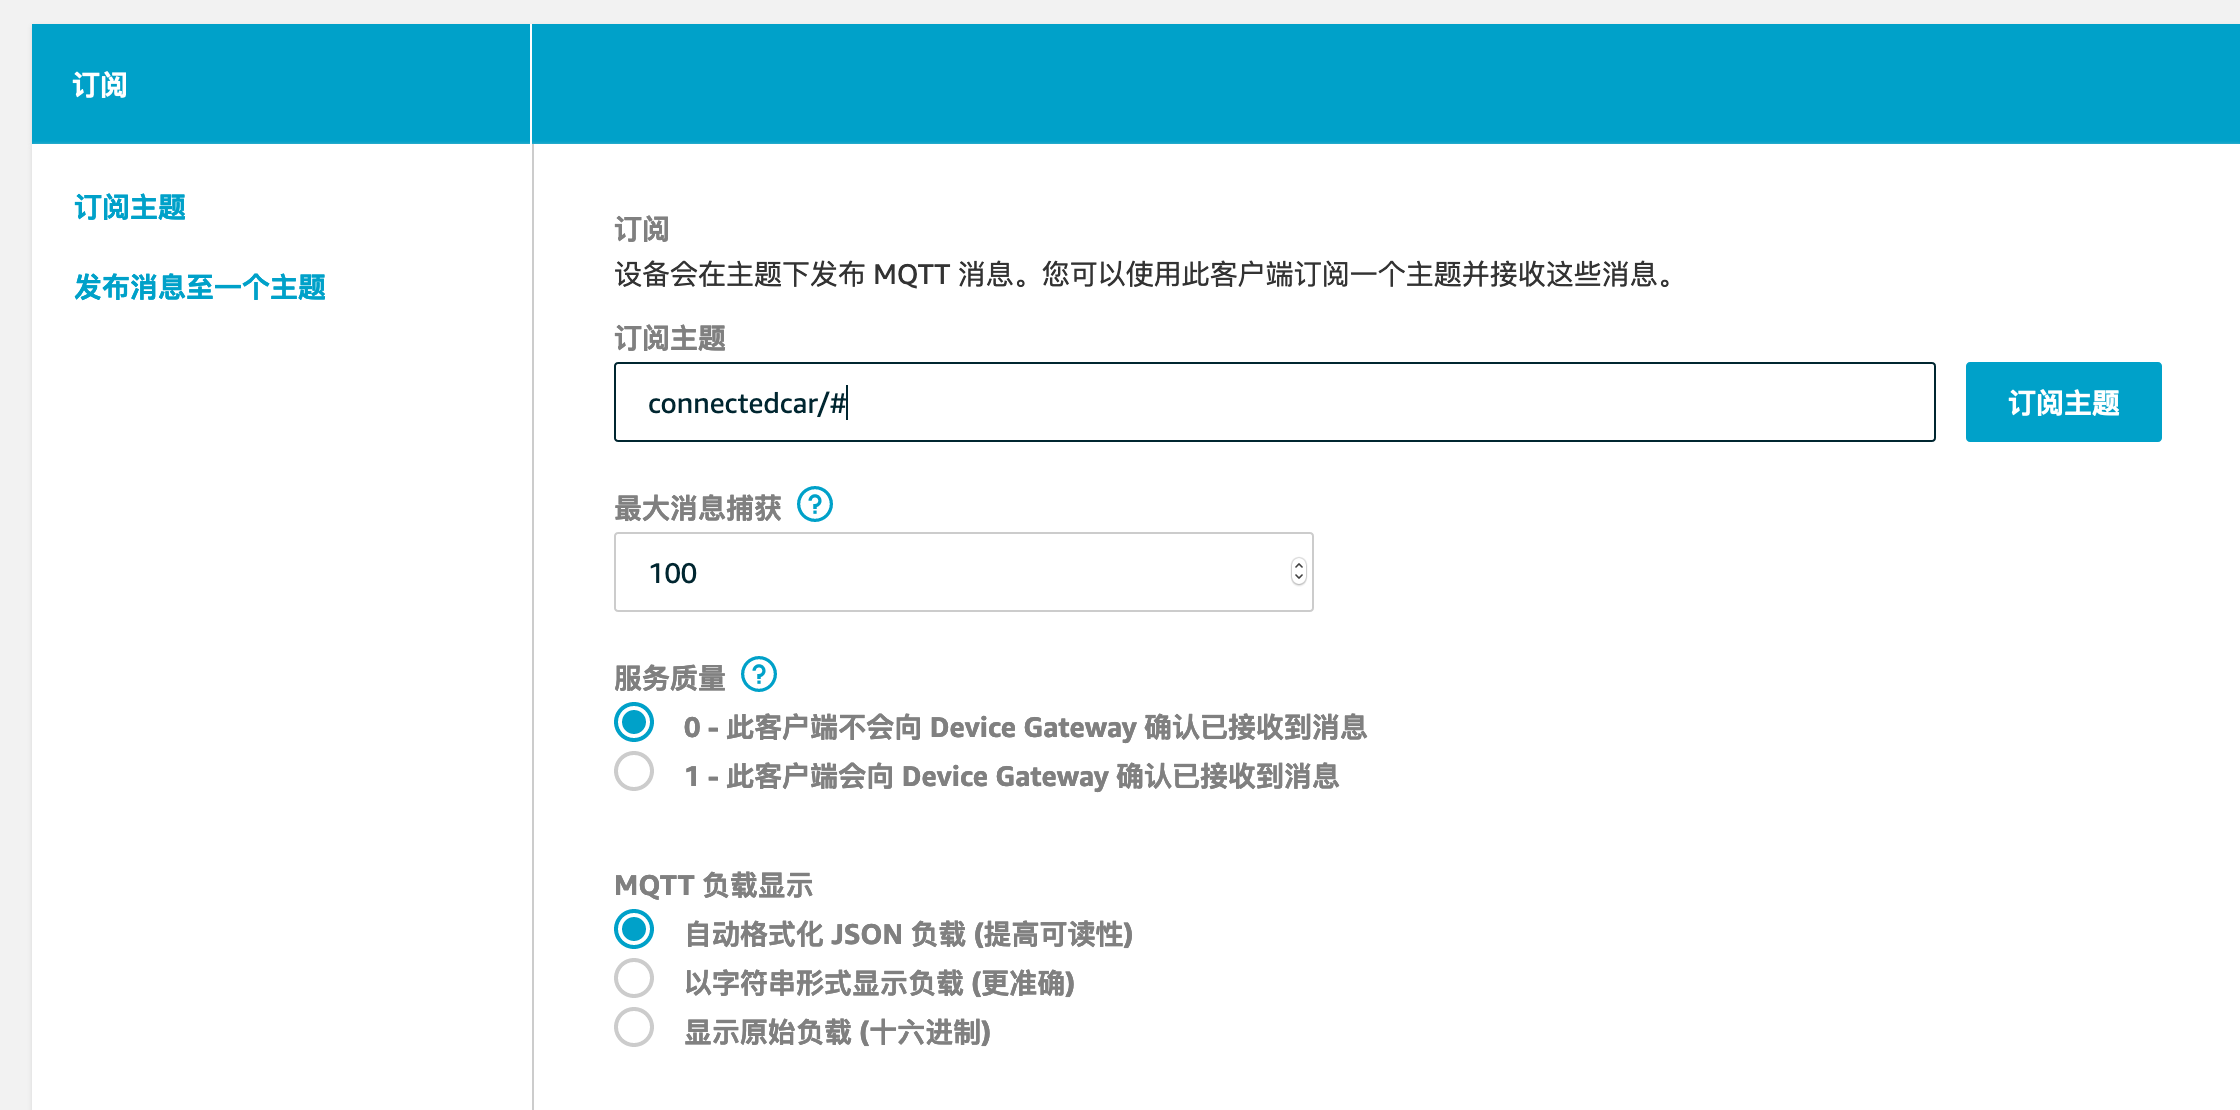 订阅
订阅主题
发布消息至一个主题
订阅
设备会在主题下发布 MQTT 消息。您可以使用此客户端订阅一个主题并接收这些消息。
订阅主题
connectedcar/#
订阅主题
最大消息捕获 ?
100
服务质量 ?
0 - 此客户端不会向 Device Gateway 确认已接收到消息
1 - 此客户端会向 Device Gateway 确认已接收到消息
MQTT 负载显示
自动格式化 JSON 负载 (提高可读性)
以字符串形式显示负载 (更准确)
显示原始负载 (十六进制)